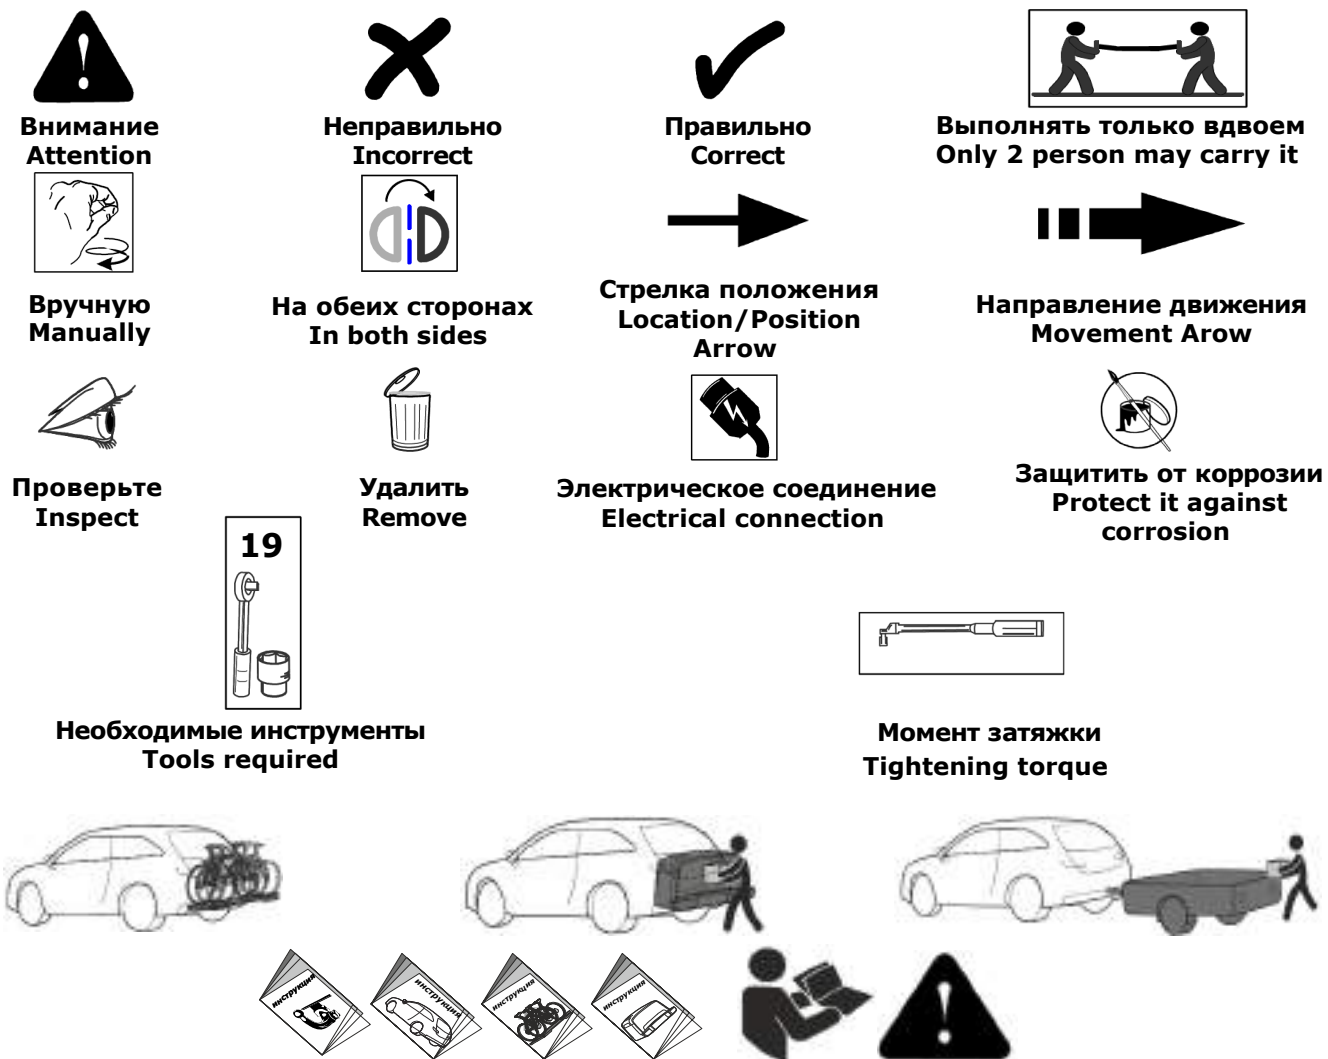 Внимание
Attention
Неправильно
Incorrect
Правильно
Correct
Выполнять только вдвоем
Only 2 person may carry it
Вручную
Manually
На обеих сторонах
In both sides
Стрелка положения
Location/Position
Arrow
Направление движения
Movement Arow
Проверьте
Inspect
Удалить
Remove
Электрическое соединение
Electrical connection
Защитить от коррозии
Protect it against
corrosion
19
Необходимые инструменты
Tools required
Момент затяжки
Tightening torque
инструкция
инструкция
инструкция
инструкция